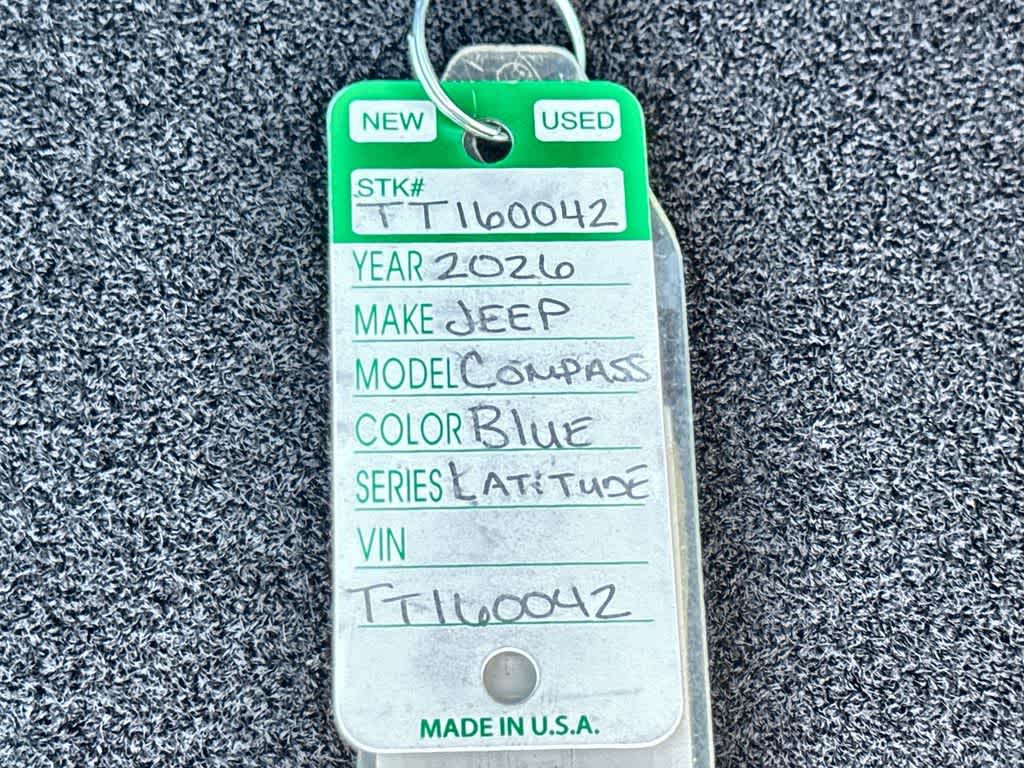 NEW USED
STK#
TT160042
YEAR 2026
MAKE JEEP
MODEL COMPASS
COLOR BLUE
SERIES LATITUDE
VIN
TT160042
MADE IN U.S.A.